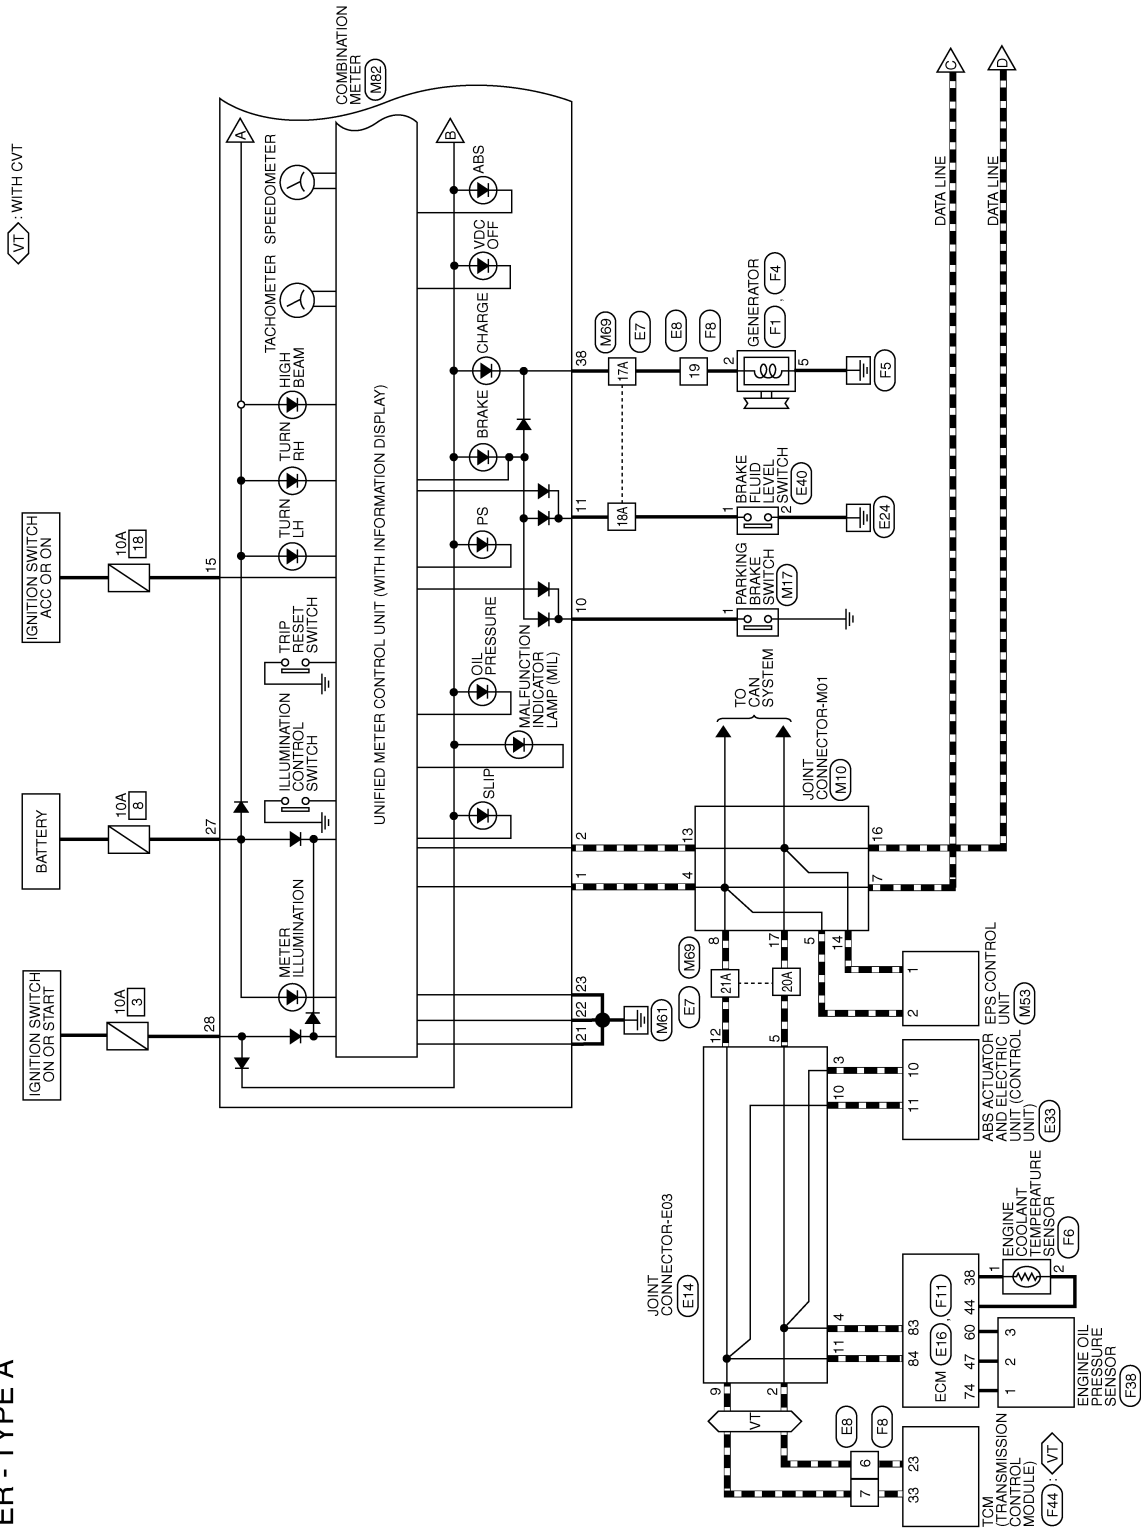 ER - TYPE A
VT : WITH CVT
IGNITION SWITCH
ON OR START
BATTERY
IGNITION SWITCH
ACC OR ON
10A
3
10A
8
10A
18
28
27
15
METER
ILLUMINATION
ILLUMINATION
CONTROL
SWITCH
TRIP
RESET
SWITCH
TURN
LH
TURN
RH
HIGH
BEAM
TACHOMETER
SPEEDOMETER
A
COMBINATION
METER
M82
UNIFIED METER CONTROL UNIT (WITH INFORMATION DISPLAY)
SLIP
MALFUNCTION
INDICATOR
LAMP (MIL)
OIL
PRESSURE
PS
BRAKE
CHARGE
VDC
OFF
ABS
B
21
22
23
1
2
10
11
38
M61
M69
E7
E8
F8
17A
18A
19
2
GENERATOR
F1 , F4
5
F5
1
BRAKE
FLUID
LEVEL
SWITCH
E40
2
E24
1
PARKING
BRAKE
SWITCH
M17
TO
CAN
SYSTEM
JOINT
CONNECTOR-M01
M10
4
13
7
16
8
17
5
14
M69
E7
21A
20A
DATA LINE
C
DATA LINE
D
JOINT
CONNECTOR-E03
E14
12
5
9
2
11
4
10
3
VT
E8
F8
7
6
33
23
TCM
(TRANSMISSION
CONTROL
MODULE)
F44 : VT
84
83
ECM E16 , F11
74
47
60
44
38
1
2
3
ENGINE OIL
PRESSURE
SENSOR
F38
1
2
ENGINE
COOLANT
TEMPERATURE
SENSOR
F6
11
10
ABS ACTUATOR
AND ELECTRIC
UNIT (CONTROL
UNIT)
E33
2
1
EPS CONTROL
UNIT
M53